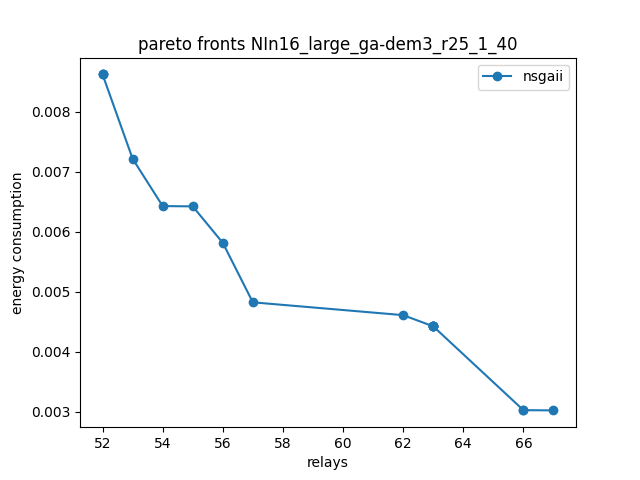 pareto fronts NIn16_large_ga-dem3_r25_1_40
nsgaii
energy consumption
0.008
0.007
0.006
0.005
0.004
0.003
52 54 56 58 60 62 64 66
relays